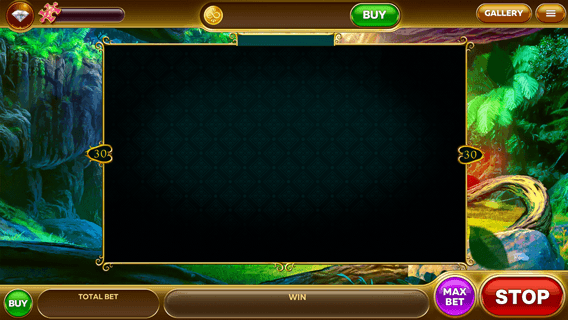 BUY
GALLERY
30
30
BUY
TOTAL BET
WIN
MAX
BET
STOP